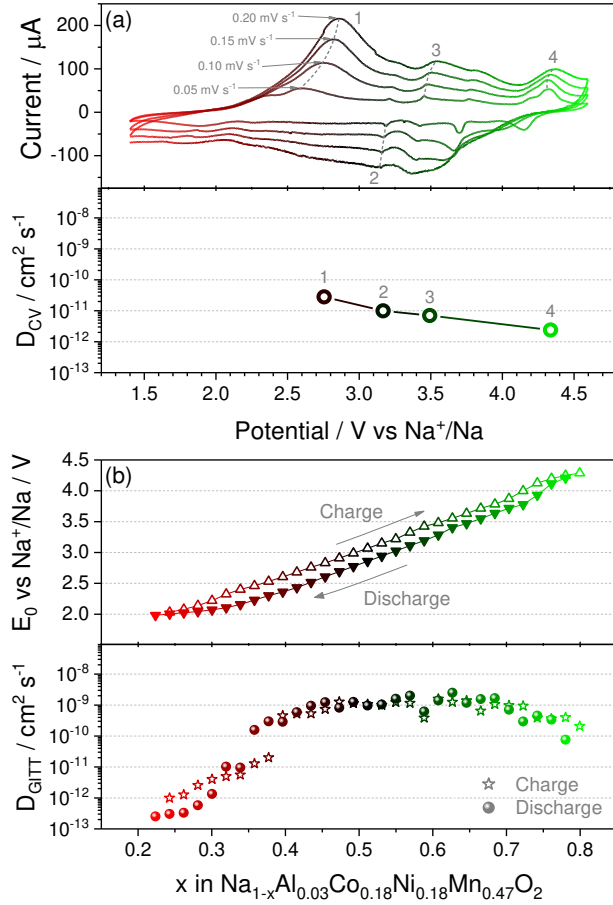 (a)
200
100
0
-100
Current / μA
0.20 mV s⁻¹
0.15 mV s⁻¹
0.10 mV s⁻¹
0.05 mV s⁻¹
1
3
4
2
10⁻⁸
10⁻⁹
10⁻¹⁰
10⁻¹¹
10⁻¹²
10⁻¹³
D_CV / cm² s⁻¹
1
2
3
4
1.5 2.0 2.5 3.0 3.5 4.0 4.5
Potential / V vs Na⁺/Na
(b)
4.5
4.0
3.5
3.0
2.5
2.0
E₀ vs Na⁺/Na / V
Charge
Discharge
10⁻⁸
10⁻⁹
10⁻¹⁰
10⁻¹¹
10⁻¹²
10⁻¹³
D_GITT / cm² s⁻¹
Charge
Discharge
0.2 0.3 0.4 0.5 0.6 0.7 0.8
x in Na₁₋ₓAl₀.₀₃Co₀.₁₈Ni₀.₁₈Mn₀.₄₇O₂